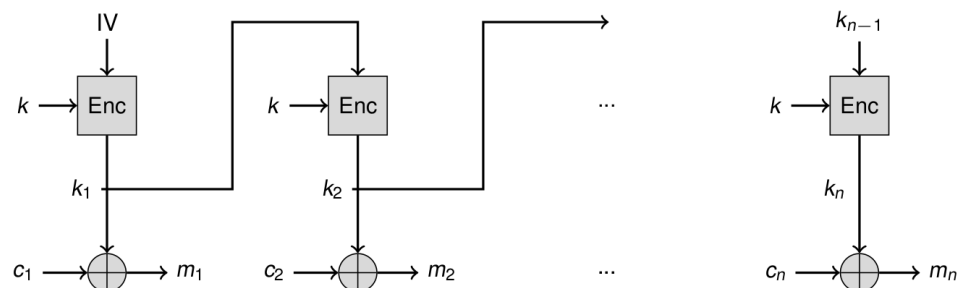 IV k_{n−1}
k Enc k Enc ... k Enc
k_1 k_2 k_n
c_1 m_1 c_2 m_2 ... c_n m_n